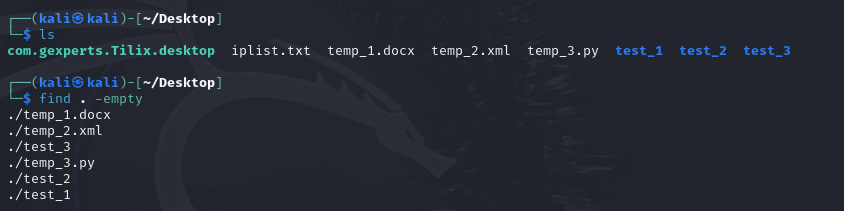 ┌──(kali㉿kali)-[~/Desktop]
└─$ ls
com.gexperts.Tilix.desktop  iplist.txt  temp_1.docx  temp_2.xml  temp_3.py  test_1  test_2  test_3
┌──(kali㉿kali)-[~/Desktop]
└─$ find . -empty
./temp_1.docx
./temp_2.xml
./test_3
./temp_3.py
./test_2
./test_1